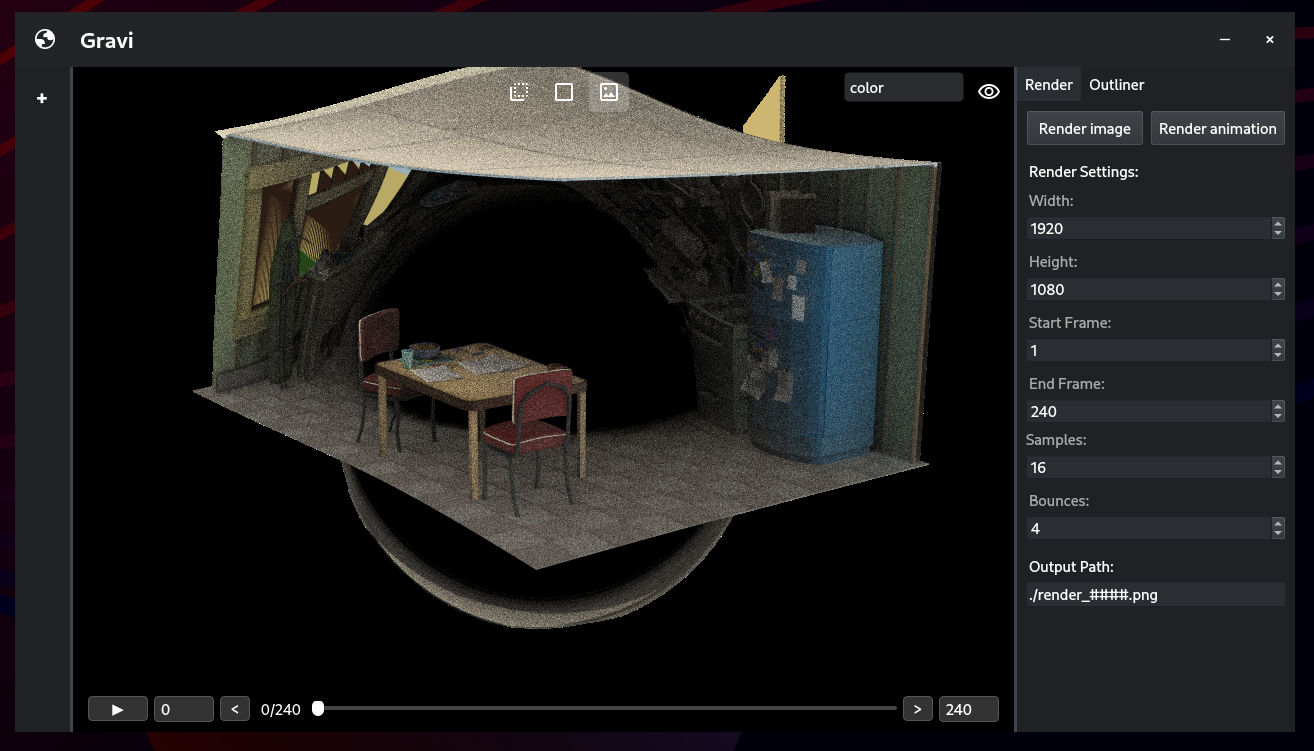 Gravi
color
Render Outliner
Render image Render animation
Render Settings:
Width:
1920
Height:
1080
Start Frame:
1
End Frame:
240
Samples:
16
Bounces:
4
Output Path:
./render_####.png
0 < 0/240 > 240